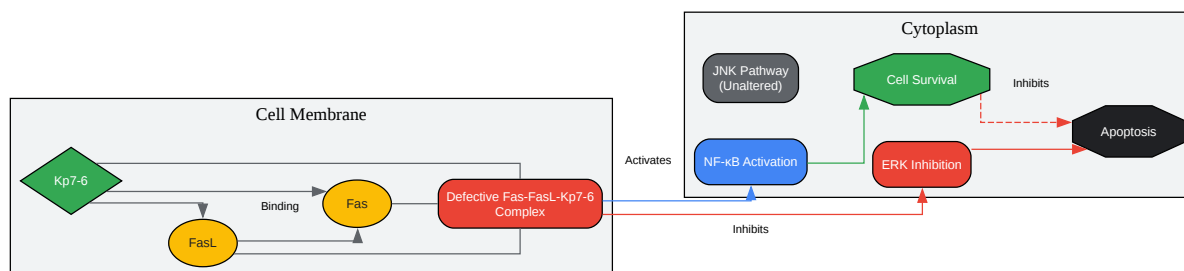 Cytoplasm
JNK Pathway
(Unaltered)
Cell Survival
Inhibits
Cell Membrane
Apoptosis
Activates
NF-κB Activation
ERK Inhibition
Kp7-6
Binding
Fas
Defective Fas-FasL-Kp7-6
Complex
Inhibits
FasL